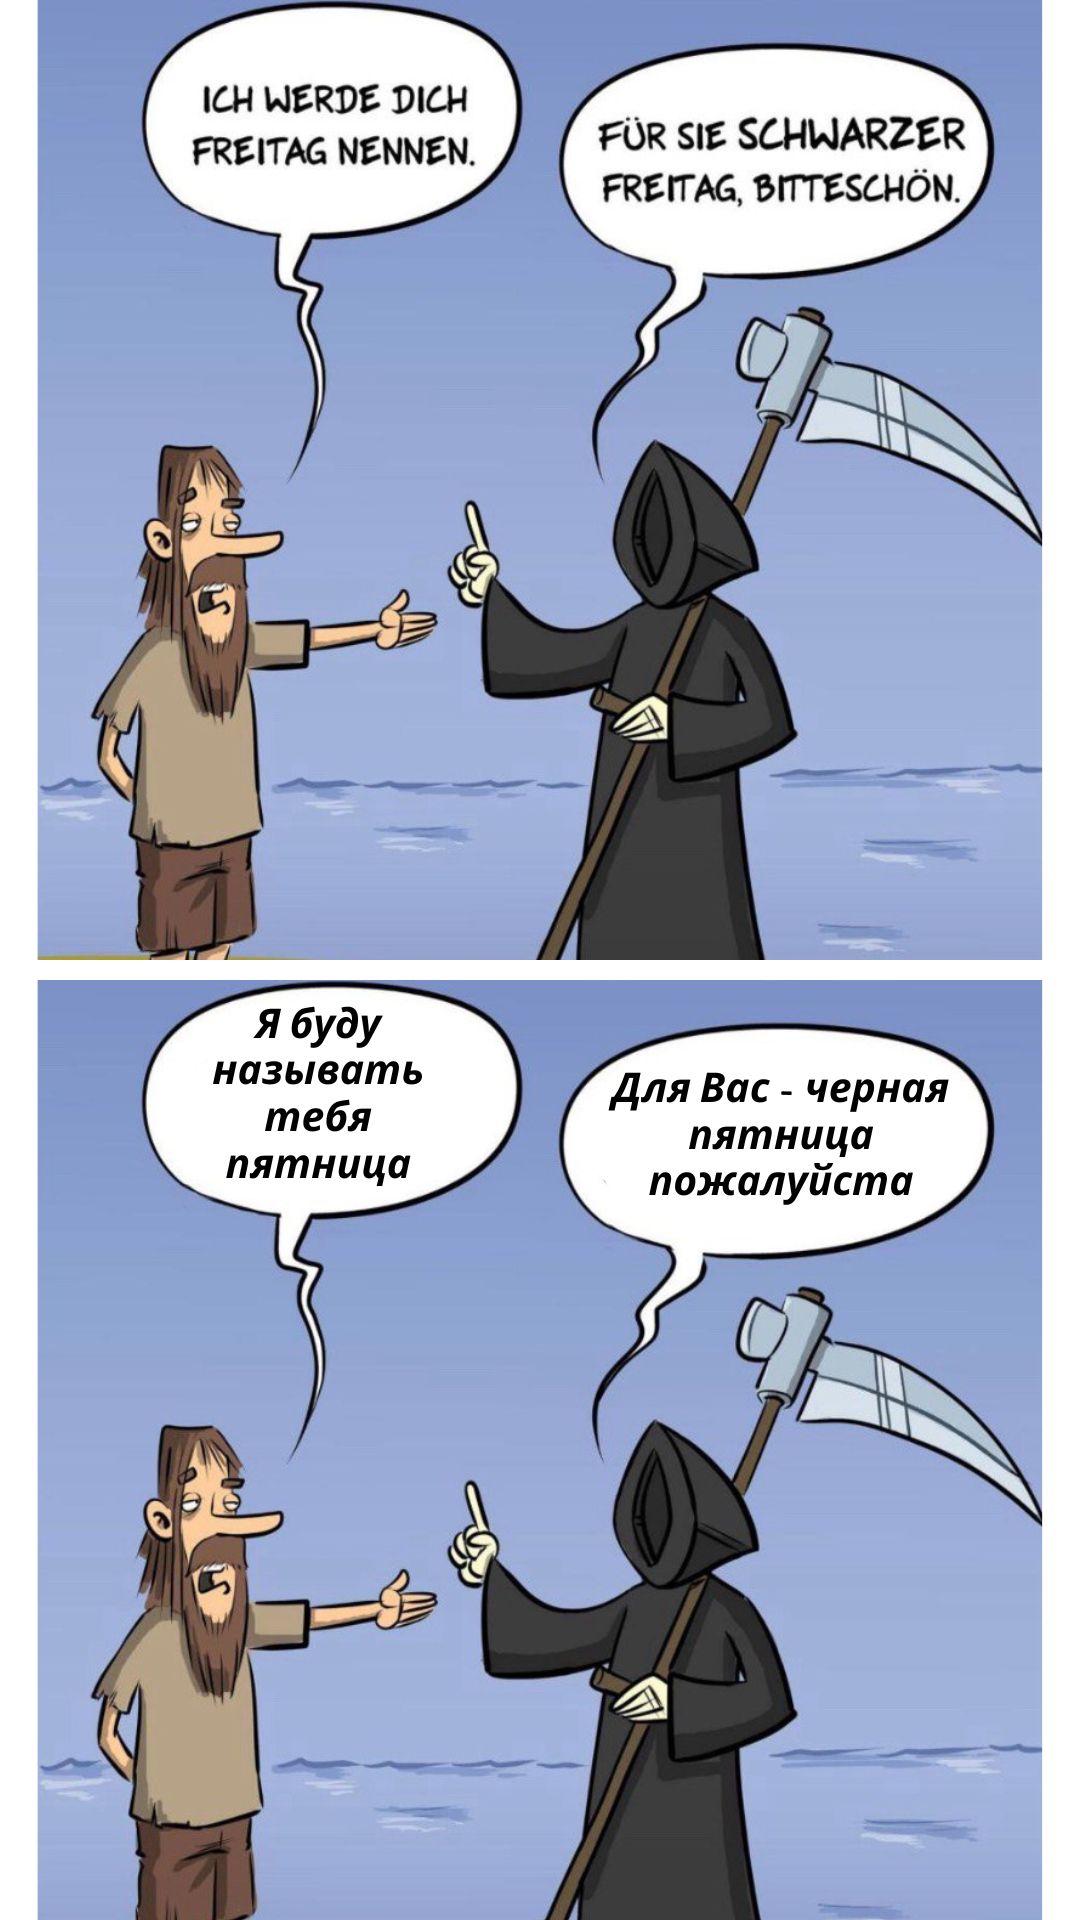 ICH WERDE DICH
FREITAG NENNEN.
FÜR SIE SCHWARZER
FREITAG, BITTESCHÖN.
Я буду
называть
тебя
пятница
Для Вас - черная
пятница
пожалуйста